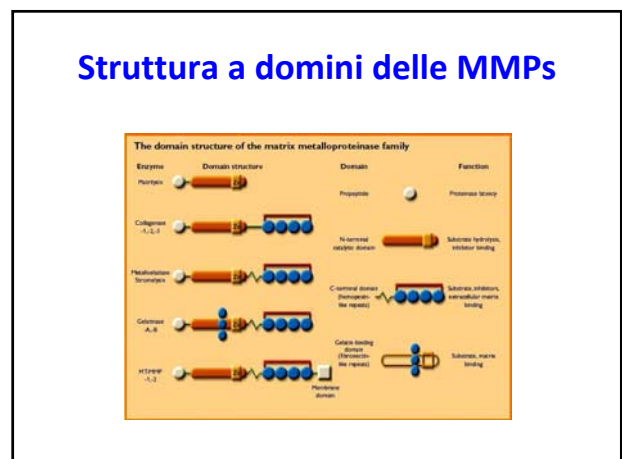 Struttura a domini delle MMPs
The domain structure of the matrix metalloproteinase family
Enzyme Domain structure Domain Function
Matrilysin
Propeptide Proteinase latency
Collagenase
-1,-2,-3
N-terminal
catalytic domain
Substrate hydrolysis,
inhibitor binding
Metalloelastase
Stromelysin
C-terminal domain
(hemopexin-
like repeats)
Substrate, inhibitors,
extracellular matrix
binding
Gelatinase
-A,-B
Gelatin-binding
domain
(fibronectin-
like repeats)
Substrate, matrix
binding
MT-MMP
Membrane
domain